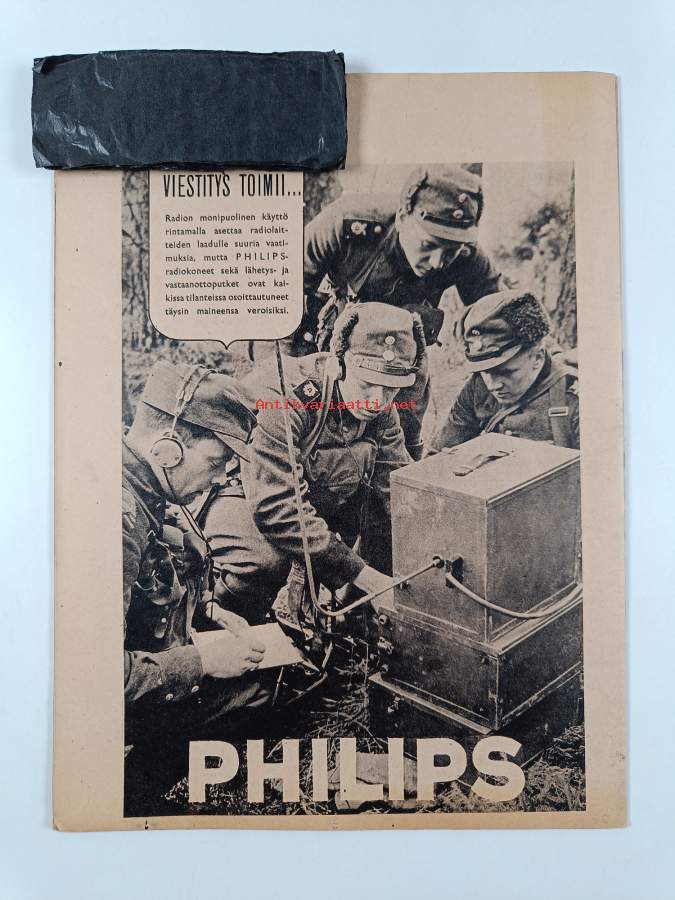 VIESTITYS TOIMII...
Radion monipuolinen käyttö
rintamalla asettaa radiolait-
teiden laadulle suuria vaati-
muksia, mutta PHILIPS-
radiokoneet sekä lähetys- ja
vastaanottoputket ovat kai-
kissa tilanteissa osoittautuneet
täysin maineensa veroisiksi.
Antikvariaatti.net
PHILIPS